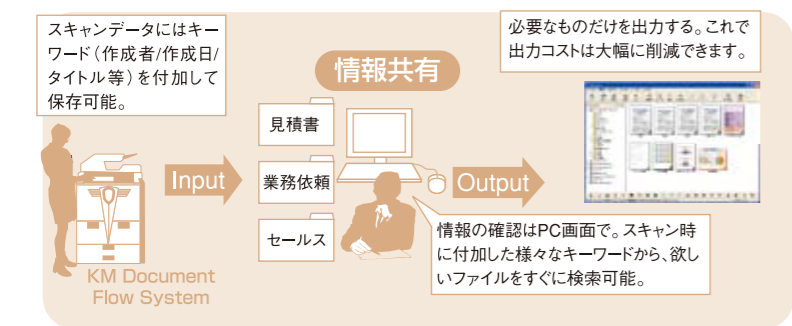 スキャンデータにはキー
ワード（作成者/作成日/
タイトル等）を付加して
保存可能。
必要なものだけを出力する。これで
出力コストは大幅に削減できます。
情報共有
見積書
Input
業務依頼
Output
セールス
情報の確認はPC画面で。スキャン時
に付加した様々なキーワードから、欲し
いファイルをすぐに検索可能。
KM Document
Flow System